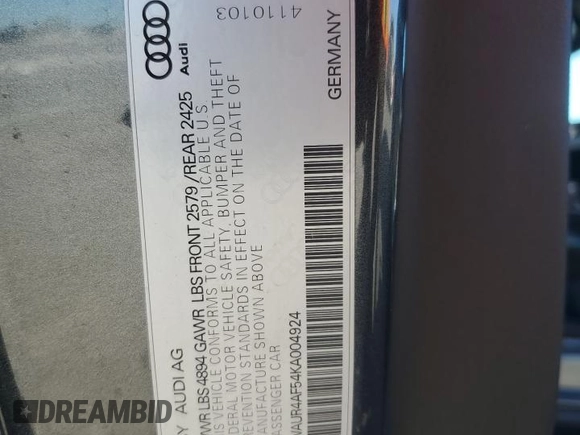 Audi
4110103
Y AUDI AG
WR LBS 4894 GAWR LBS FRONT 2579 /REAR 2425
IS VEHICLE CONFORMS TO ALL APPLICABLE U.S
DERAL MOTOR VEHICLE SAFETY, BUMPER AND THEFT
EVENTION STANDARDS IN EFFECT ON THE DATE OF
ANUFACTURE SHOWN ABOVE
ASSENGER CAR
WAUR4AF54KA004924
GERMANY
DREAMBID